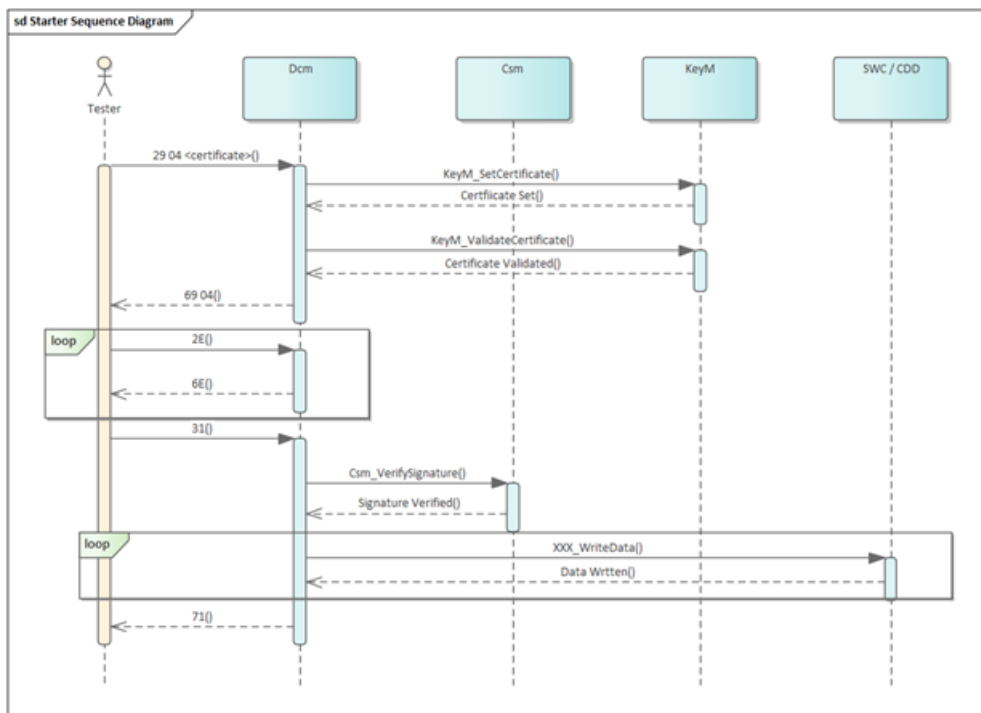 sd Starter Sequence Diagram
Tester
Dcm
Csm
KeyM
SWC / CDD
29 04 <certificate>()
KeyM_SetCertificate()
Certfiicate Set()
KeyM_ValidateCertificate()
Certificate Validated()
69 04()
loop
2E()
6E()
31()
Csm_VerifySignature()
Signature Verified()
loop
XXX_WriteData()
Data Wrtten()
71()